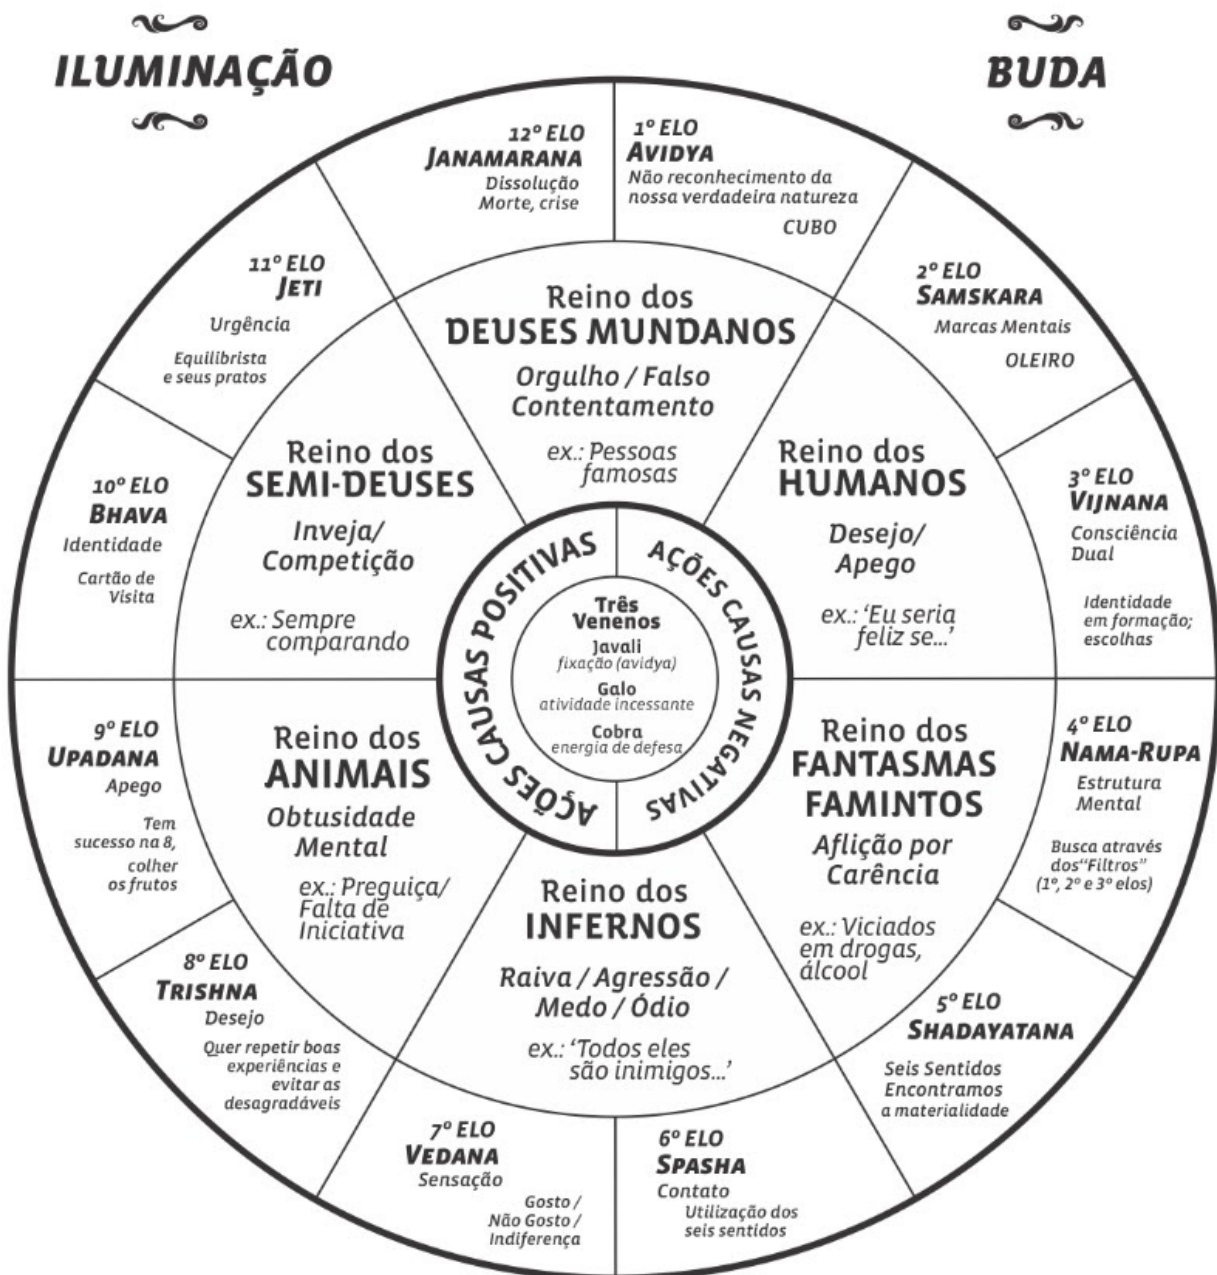 ILUMINAÇÃO
BUDA
1º ELO
AVIDYA
Não reconhecimento da
nossa verdadeira natureza
CUBO
2º ELO
SAMSKARA
Marcas Mentais
OLEIRO
3º ELO
VIJNANA
Consciência
Dual
Identidade
em formação;
escolhas
4º ELO
NAMA-RUPA
Estrutura
Mental
Busca através
dos“Filtros”
(1º, 2º e 3º elos)
5º ELO
SHADAYATANA
Seis Sentidos
Encontramos
a materialidade
6º ELO
SPASHA
Contato
Utilização dos
seis sentidos
7º ELO
VEDANA
Sensação
Gosto /
Não Gosto /
Indiferença
8º ELO
TRISHNA
Desejo
Quer repetir boas
experiências e
evitar as
desagradáveis
9º ELO
UPADANA
Apego
Tem
sucesso na 8,
colher
os frutos
10º ELO
BHAVA
Identidade
Cartão de
Visita
11º ELO
JETI
Urgência
Equilibrista
e seus pratos
12º ELO
JANAMARANA
Dissolução
Morte, crise
Reino dos
DEUSES MUNDANOS
Orgulho / Falso
Contentamento
ex.: Pessoas
famosas
Reino dos
HUMANOS
Desejo/
Apego
ex.: ‘Eu seria
feliz se...’
Reino dos
FANTASMAS
FAMINTOS
Aflição por
Carência
ex.: Viciados
em drogas,
álcool
Reino dos
INFERNOS
Raiva / Agressão /
Medo / Ódio
ex.: ‘Todos eles
são inimigos...’
Reino dos
ANIMAIS
Obtusidade
Mental
ex.: Preguiça/
Falta de
Iniciativa
Reino dos
SEMI-DEUSES
Inveja/
Competição
ex.: Sempre
comparando
AÇÕES CAUSAS POSITIVAS
AÇÕES CAUSAS NEGATIVAS
Três
Venenos
Javali
fixação (avidya)
Galo
atividade incessante
Cobra
energia de defesa